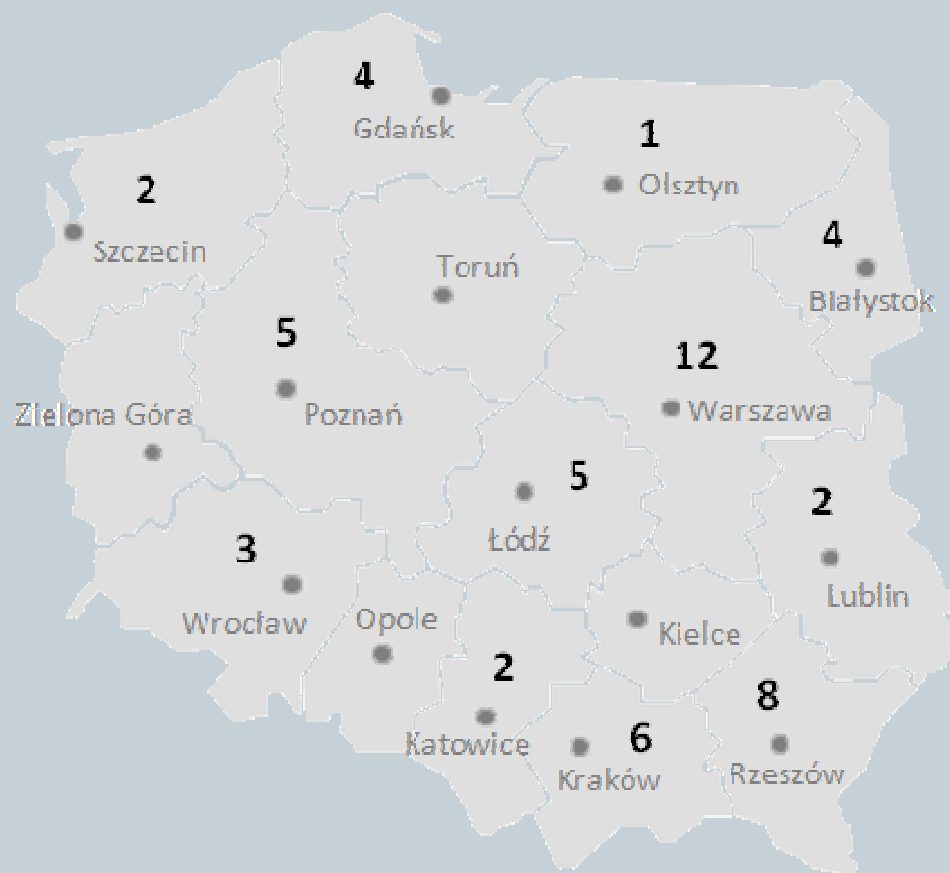 4
Gdańsk
1
Olsztyn
2
Szczecin
4
Białystok
Toruń
5
Poznań
12
Warszawa
Zielona Góra
5
Łódź
2
Lublin
3
Wrocław
Opole
Kielce
2
Katowice
6
Kraków
8
Rzeszów